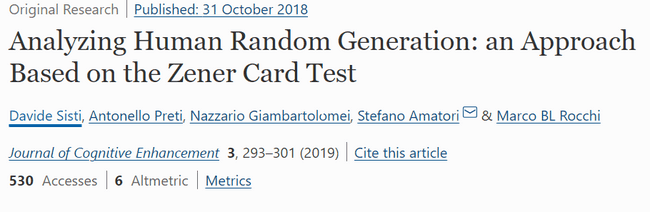 Original Research | Published: 31 October 2018
Analyzing Human Random Generation: an Approach
Based on the Zener Card Test
Davide Sisti, Antonello Preti, Nazzario Giambartolomei, Stefano Amatori & Marco BL Rocchi
Journal of Cognitive Enhancement 3, 293–301 (2019) | Cite this article
530 Accesses | 6 Altmetric | Metrics